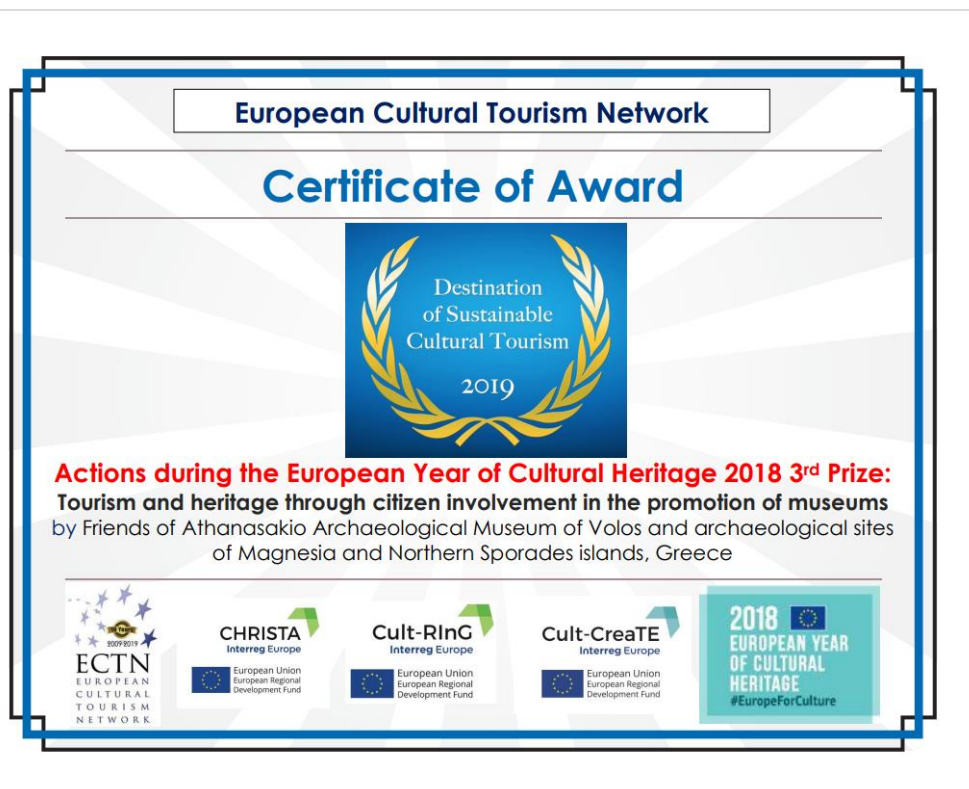 European Cultural Tourism Network
Certificate of Award
Destination
of Sustainable
Cultural Tourism
2019
Actions during the European Year of Cultural Heritage 2018 3rd Prize:
Tourism and heritage through citizen involvement in the promotion of museums
by Friends of Athanasakio Archaeological Museum of Volos and archaeological sites
of Magnesia and Northern Sporades islands, Greece
2009-2019
ECTN
EUROPEAN
CULTURAL
TOURISM
NETWORK
CHRISTA
Interreg Europe
European Union
European Regional
Development Fund
Cult-RInG
Interreg Europe
European Union
European Regional
Development Fund
Cult-CreaTE
Interreg Europe
European Union
European Regional
Development Fund
2018
EUROPEAN YEAR
OF CULTURAL
HERITAGE
#EuropeForCulture